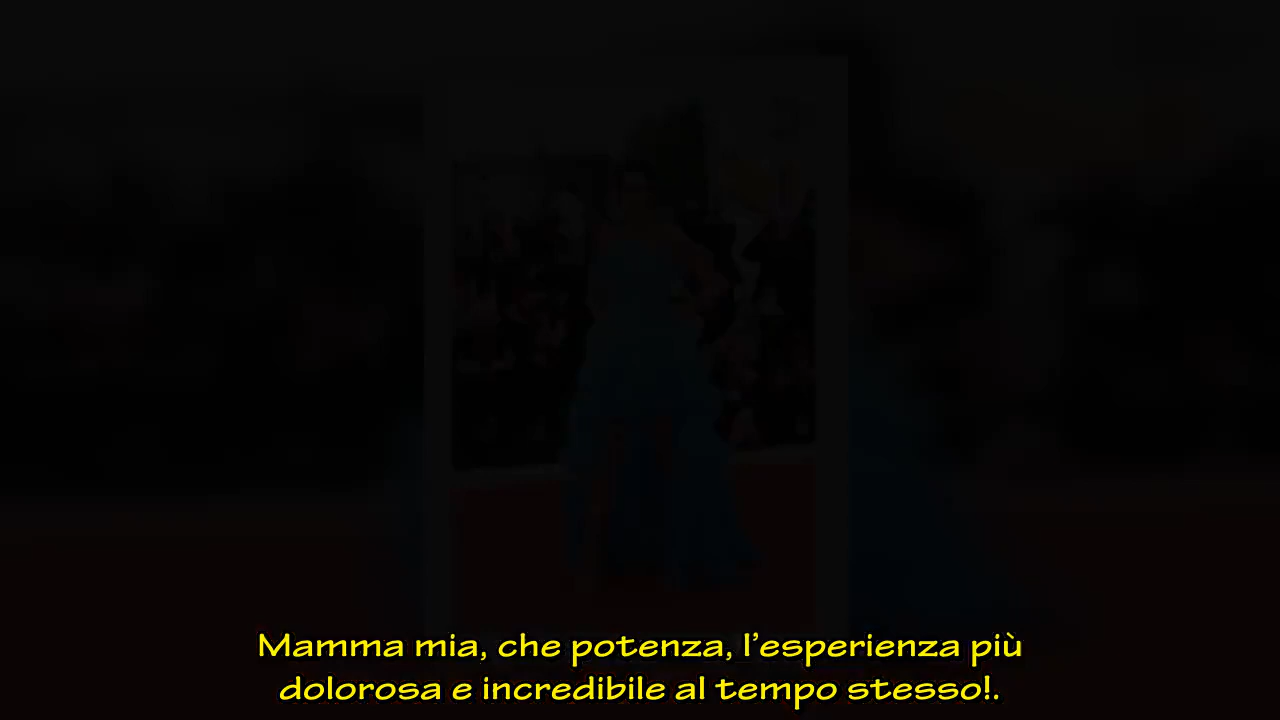 Mamma mia, che potenza, l’esperienza più
dolorosa e incredibile al tempo stesso!.